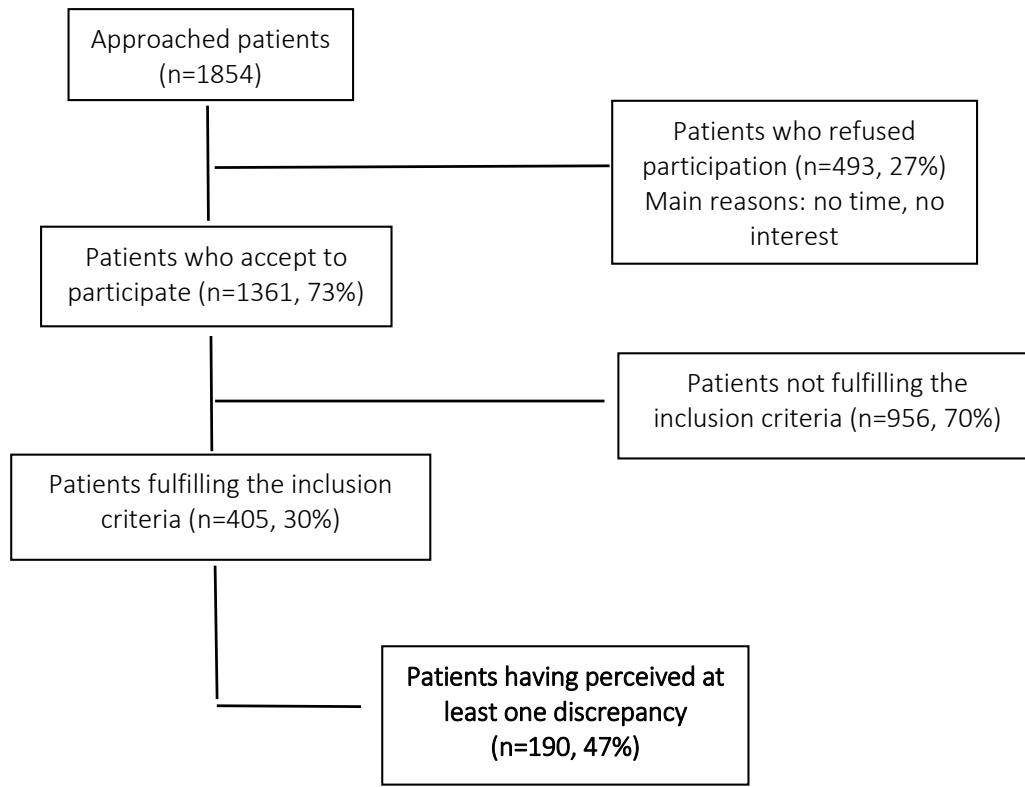 Approached patients
(n=1854)
Patients who refused
participation (n=493, 27%)
Main reasons: no time, no
interest
Patients who accept to
participate (n=1361, 73%)
Patients not fulfilling the
inclusion criteria (n=956, 70%)
Patients fulfilling the inclusion
criteria (n=405, 30%)
Patients having perceived at
least one discrepancy
(n=190, 47%)